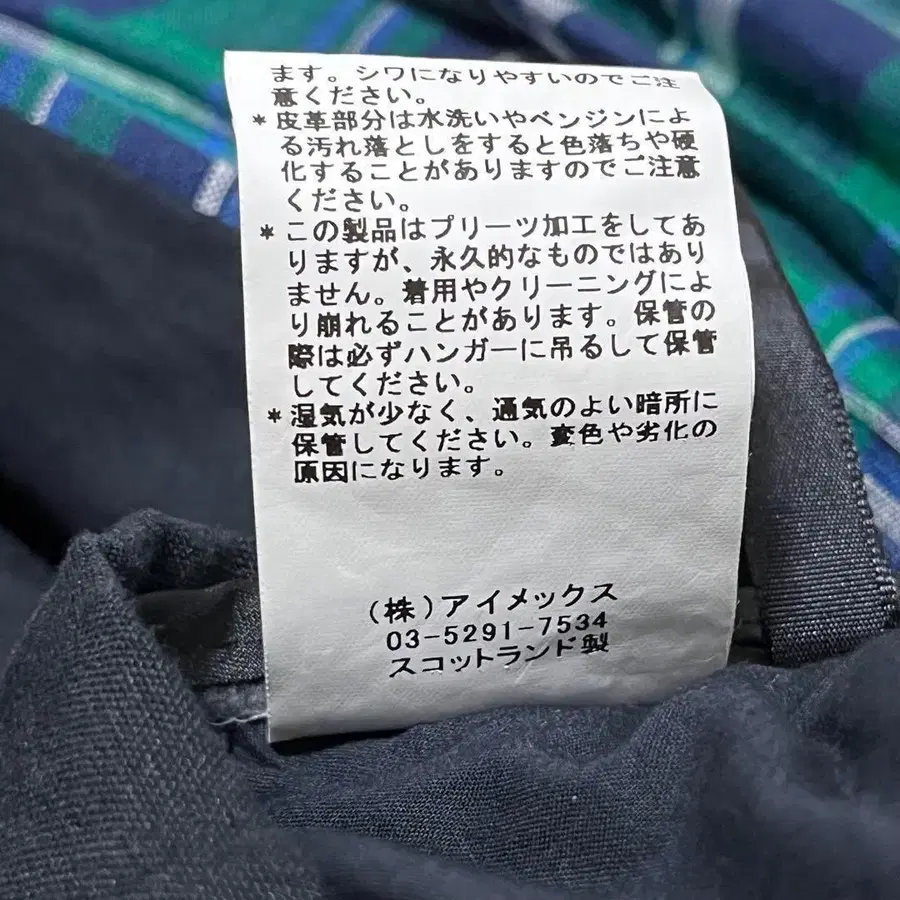 ます。シワになりやすいのでご注
意ください。
*皮革部分は水洗いやベンジンによ
る汚れ落としをすると色落ちや硬
化することがありますのでご注意
ください。
*この製品はプリーツ加工をしてあ
りますが、永久的なものではあり
ません。着用やクリーニングによ
り崩れることがあります。保管の
際は必ずハンガーに吊るして保管
してください。
*湿気が少なく、通気のよい暗所に
保管してください。変色や劣化の
原因になります。
(株)アイメックス
03-5291-7534
スコットランド製